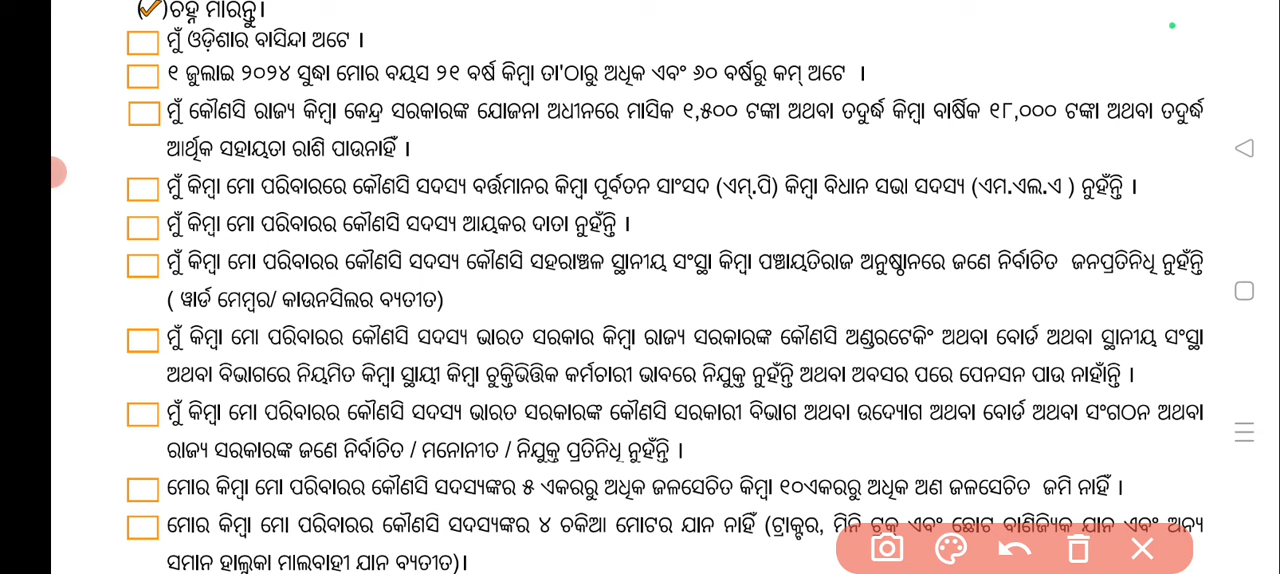 (✓)ଚିହ୍ନ ମାରନ୍ତୁ।
ମୁଁ ଓଡ଼ିଶାର ବାସିନ୍ଦା ଅଟେ ।
୧ ଜୁଲାଇ ୨୦୨୪ ସୁଦ୍ଧା ମୋର ବୟସ ୨୧ ବର୍ଷ କିମ୍ବା ତା'ଠାରୁ ଅଧିକ ଏବଂ ୬୦ ବର୍ଷରୁ କମ୍ ଅଟେ ।
ମୁଁ କୌଣସି ରାଜ୍ୟ କିମ୍ବା କେନ୍ଦ୍ର ସରକାରଙ୍କ ଯୋଜନା ଅଧୀନରେ ମାସିକ ୧,୫୦୦ ଟଙ୍କା ଅଥବା ତଦୁର୍ଦ୍ଧ କିମ୍ବା ବାର୍ଷିକ ୧୮,୦୦୦ ଟଙ୍କା ଅଥବା ତଦୁର୍ଦ୍ଧ
ଆର୍ଥିକ ସହାୟତା ରାଶି ପାଉନାହିଁ ।
ମୁଁ କିମ୍ବା ମୋ ପରିବାରରେ କୌଣସି ସଦସ୍ୟ ବର୍ତ୍ତମାନର କିମ୍ବା ପୂର୍ବତନ ସାଂସଦ (ଏମ୍.ପି) କିମ୍ବା ବିଧାନ ସଭା ସଦସ୍ୟ (ଏମ.ଏଲ.ଏ ) ନୁହଁନ୍ତି ।
ମୁଁ କିମ୍ବା ମୋ ପରିବାରର କୌଣସି ସଦସ୍ୟ ଆୟକର ଦାତା ନୁହଁନ୍ତି ।
ମୁଁ କିମ୍ବା ମୋ ପରିବାରର କୌଣସି ସଦସ୍ୟ କୌଣସି ସହରାଞ୍ଚଳ ସ୍ଥାନୀୟ ସଂସ୍ଥା କିମ୍ବା ପଞ୍ଚାୟତିରାଜ ଅନୁଷ୍ଠାନରେ ଜଣେ ନିର୍ବାଚିତ ଜନପ୍ରତିନିଧି ନୁହଁନ୍ତି
( ୱାର୍ଡ ମେମ୍ବର/ କାଉନସିଲର ବ୍ୟତୀତ)
ମୁଁ କିମ୍ବା ମୋ ପରିବାରର କୌଣସି ସଦସ୍ୟ ଭାରତ ସରକାର କିମ୍ବା ରାଜ୍ୟ ସରକାରଙ୍କ କୌଣସି ଅଣ୍ଡରଟେକିଂ ଅଥବା ବୋର୍ଡ ଅଥବା ସ୍ଥାନୀୟ ସଂସ୍ଥା
ଅଥବା ବିଭାଗରେ ନିୟମିତ କିମ୍ବା ସ୍ଥାୟୀ କିମ୍ବା ଚୁକ୍ତିଭିତ୍ତିକ କର୍ମଚାରୀ ଭାବରେ ନିଯୁକ୍ତ ନୁହଁନ୍ତି ଅଥବା ଅବସର ପରେ ପେନସନ ପାଉ ନାହାଁନ୍ତି ।
ମୁଁ କିମ୍ବା ମୋ ପରିବାରର କୌଣସି ସଦସ୍ୟ ଭାରତ ସରକାରଙ୍କ କୌଣସି ସରକାରୀ ବିଭାଗ ଅଥବା ଉଦ୍ୟୋଗ ଅଥବା ବୋର୍ଡ ଅଥବା ସଂଗଠନ ଅଥବା
ରାଜ୍ୟ ସରକାରଙ୍କ ଜଣେ ନିର୍ବାଚିତ / ମନୋନୀତ / ନିଯୁକ୍ତ ପ୍ରତିନିଧି ନୁହଁନ୍ତି ।
ମୋର କିମ୍ବା ମୋ ପରିବାରର କୌଣସି ସଦସ୍ୟଙ୍କର ୫ ଏକରରୁ ଅଧିକ ଜଳସେଚିତ କିମ୍ବା ୧୦ଏକରରୁ ଅଧିକ ଅଣ ଜଳସେଚିତ ଜମି ନାହିଁ ।
ମୋର କିମ୍ବା ମୋ ପରିବାରର କୌଣସି ସଦସ୍ୟଙ୍କର ୪ ଚକିଆ ମୋଟର ଯାନ ନାହିଁ (ଟ୍ରାକ୍ଟର, ମିନି ଟ୍ରକ୍ ଏବଂ ଛୋଟ ବାଣିଜ୍ୟିକ ଯାନ ଏବଂ ଅନ୍ୟ
ସମାନ ହାଲୁକା ମାଲବାହୀ ଯାନ ବ୍ୟତୀତ)।